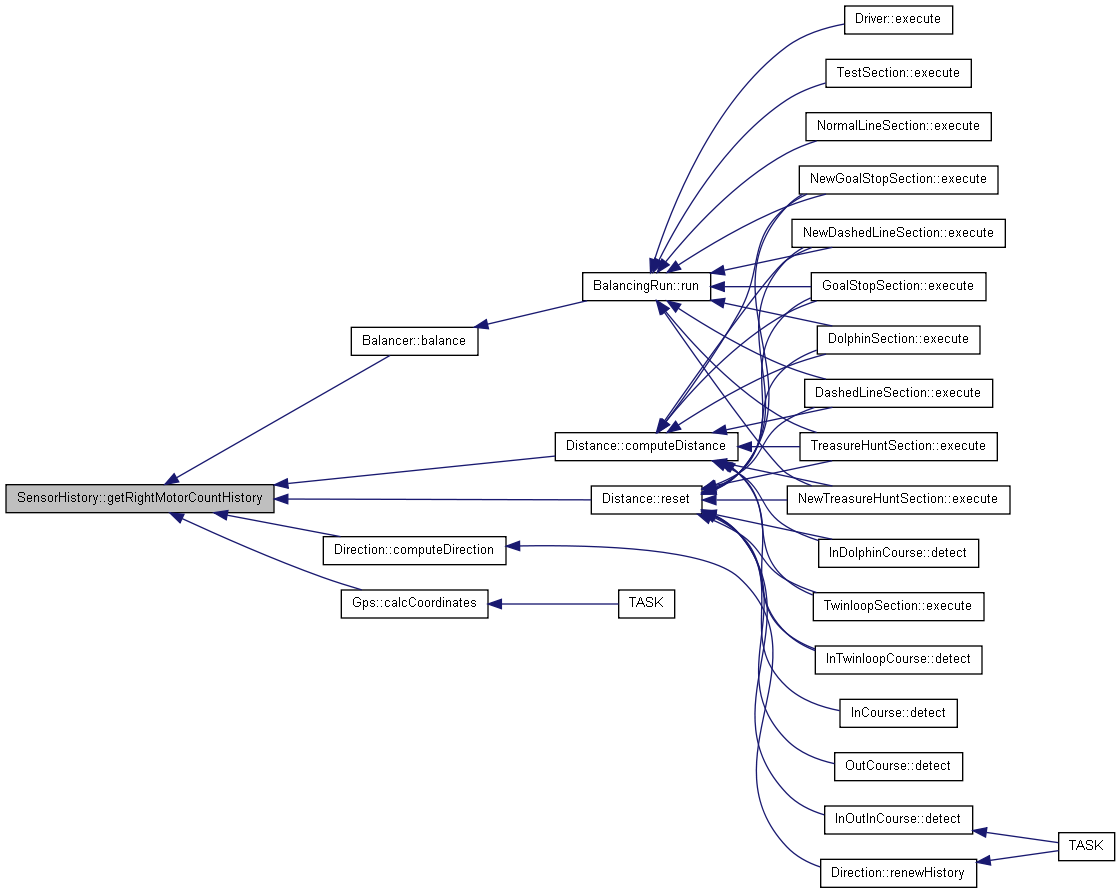 Driver::execute
TestSection::execute
NormalLineSection::execute
NewGoalStopSection::execute
NewDashedLineSection::execute
BalancingRun::run
GoalStopSection::execute
Balancer::balance
DolphinSection::execute
DashedLineSection::execute
Distance::computeDistance
TreasureHuntSection::execute
SensorHistory::getRightMotorCountHistory
Distance::reset
NewTreasureHuntSection::execute
Direction::computeDirection
InDolphinCourse::detect
Gps::calcCoordinates
TASK
TwinloopSection::execute
InTwinloopCourse::detect
InCourse::detect
OutCourse::detect
InOutInCourse::detect
TASK
Direction::renewHistory